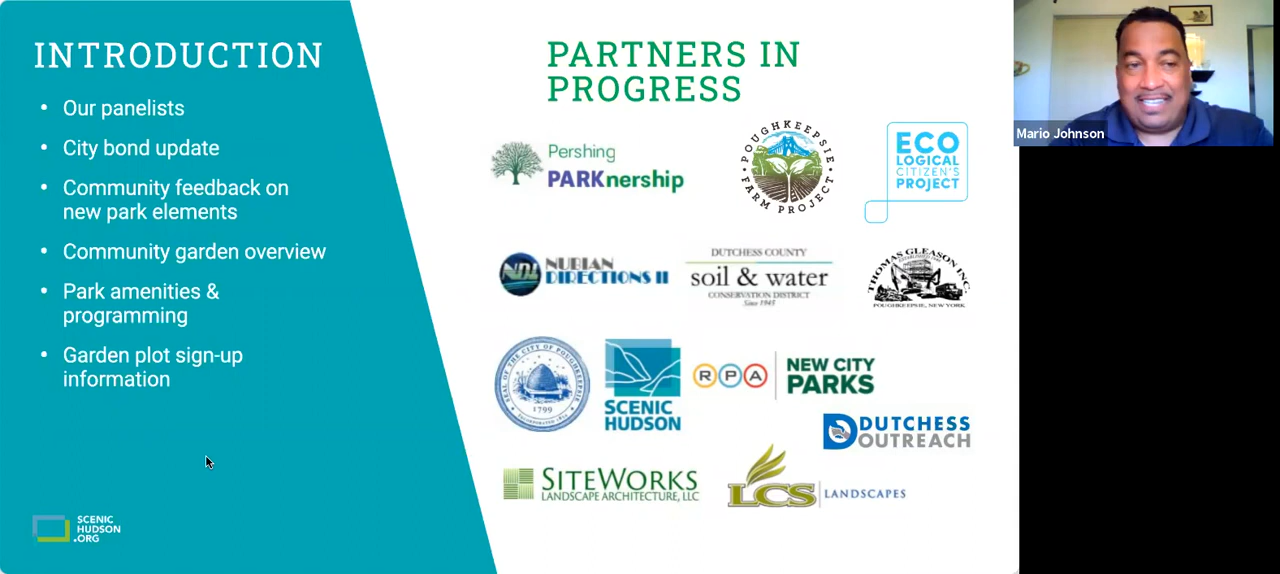 INTRODUCTION
• Our panelists
• City bond update
• Community feedback on
new park elements
• Community garden overview
• Park amenities &
programming
• Garden plot sign-up
information
SCENIC
HUDSON
.ORG
PARTNERS IN
PROGRESS
Pershing
PARKnership
POUGHKEEPSIE
FARM PROJECT
ECO
LOGICAL
CITIZEN'S
PROJECT
NDI
NUBIAN
DIRECTIONS II
DUTCHESS COUNTY
soil & water
CONSERVATION DISTRICT
Since 1945
THOMAS GLEASON INC.
POUGHKEEPSIE, NEW YORK
SEAL OF THE CITY OF POUGHKEEPSIE
1799
SCENIC
HUDSON
RPA
NEW CITY
PARKS
DUTCHESS
OUTREACH
SITEWORKS
LANDSCAPE ARCHITECTURE, LLC
LCS
LANDSCAPES
Mario Johnson